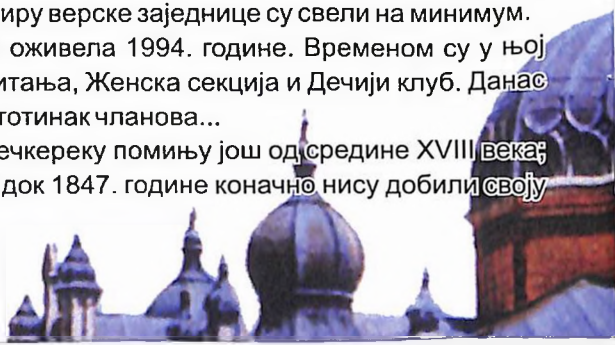 иру верске заједнице су свели на минимум.
оживела 1994. године. Временом су у њој
итања, Женска секција и Дечији клуб. Данас
тотинак чланова...
ечкереку помињу још од средине XVIII века;
док 1847. године коначно нису добили своју